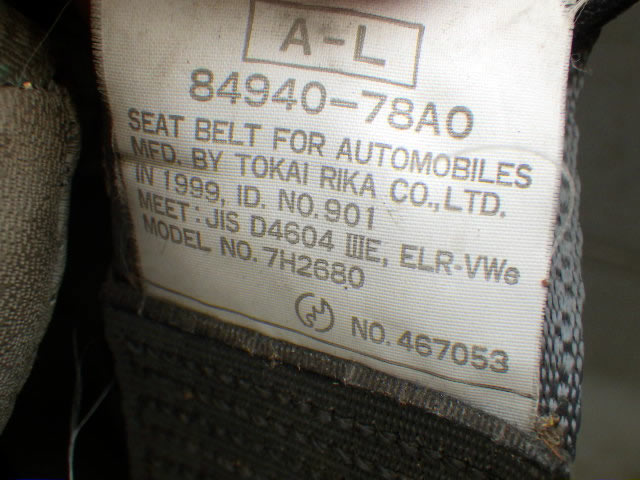 A-L
84940-78A0
SEAT BELT FOR AUTOMOBILES
MFD. BY TOKAI RIKA CO., LTD.
IN 1999, ID. NO. 901
MEET: JIS D4604 IIIE, ELR-VWe
MODEL NO. 7H2680
NO. 467053